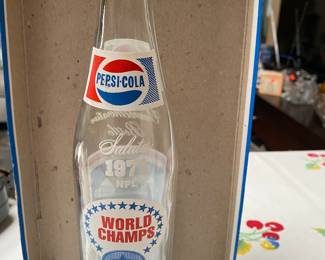 PEPSI-COLA
Salutes
197
NFL
WORLD
CHAMPS